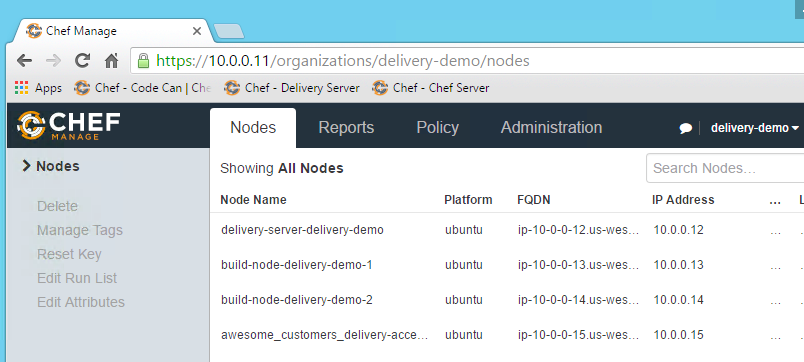 Chef Manage
https://10.0.0.11/organizations/delivery-demo/nodes
Apps Chef - Code Can | Che Chef - Delivery Server Chef - Chef Server
CHEF
MANAGE
Nodes Reports Policy Administration delivery-demo
Nodes
Delete
Manage Tags
Reset Key
Edit Run List
Edit Attributes
Showing All Nodes
Search Nodes...
Node Name Platform FQDN IP Address ...
delivery-server-delivery-demo ubuntu ip-10-0-0-12.us-wes... 10.0.0.12 ...
build-node-delivery-demo-1 ubuntu ip-10-0-0-13.us-wes... 10.0.0.13 ...
build-node-delivery-demo-2 ubuntu ip-10-0-0-14.us-wes... 10.0.0.14 ...
awesome_customers_delivery-acce... ubuntu ip-10-0-0-15.us-wes... 10.0.0.15 ...